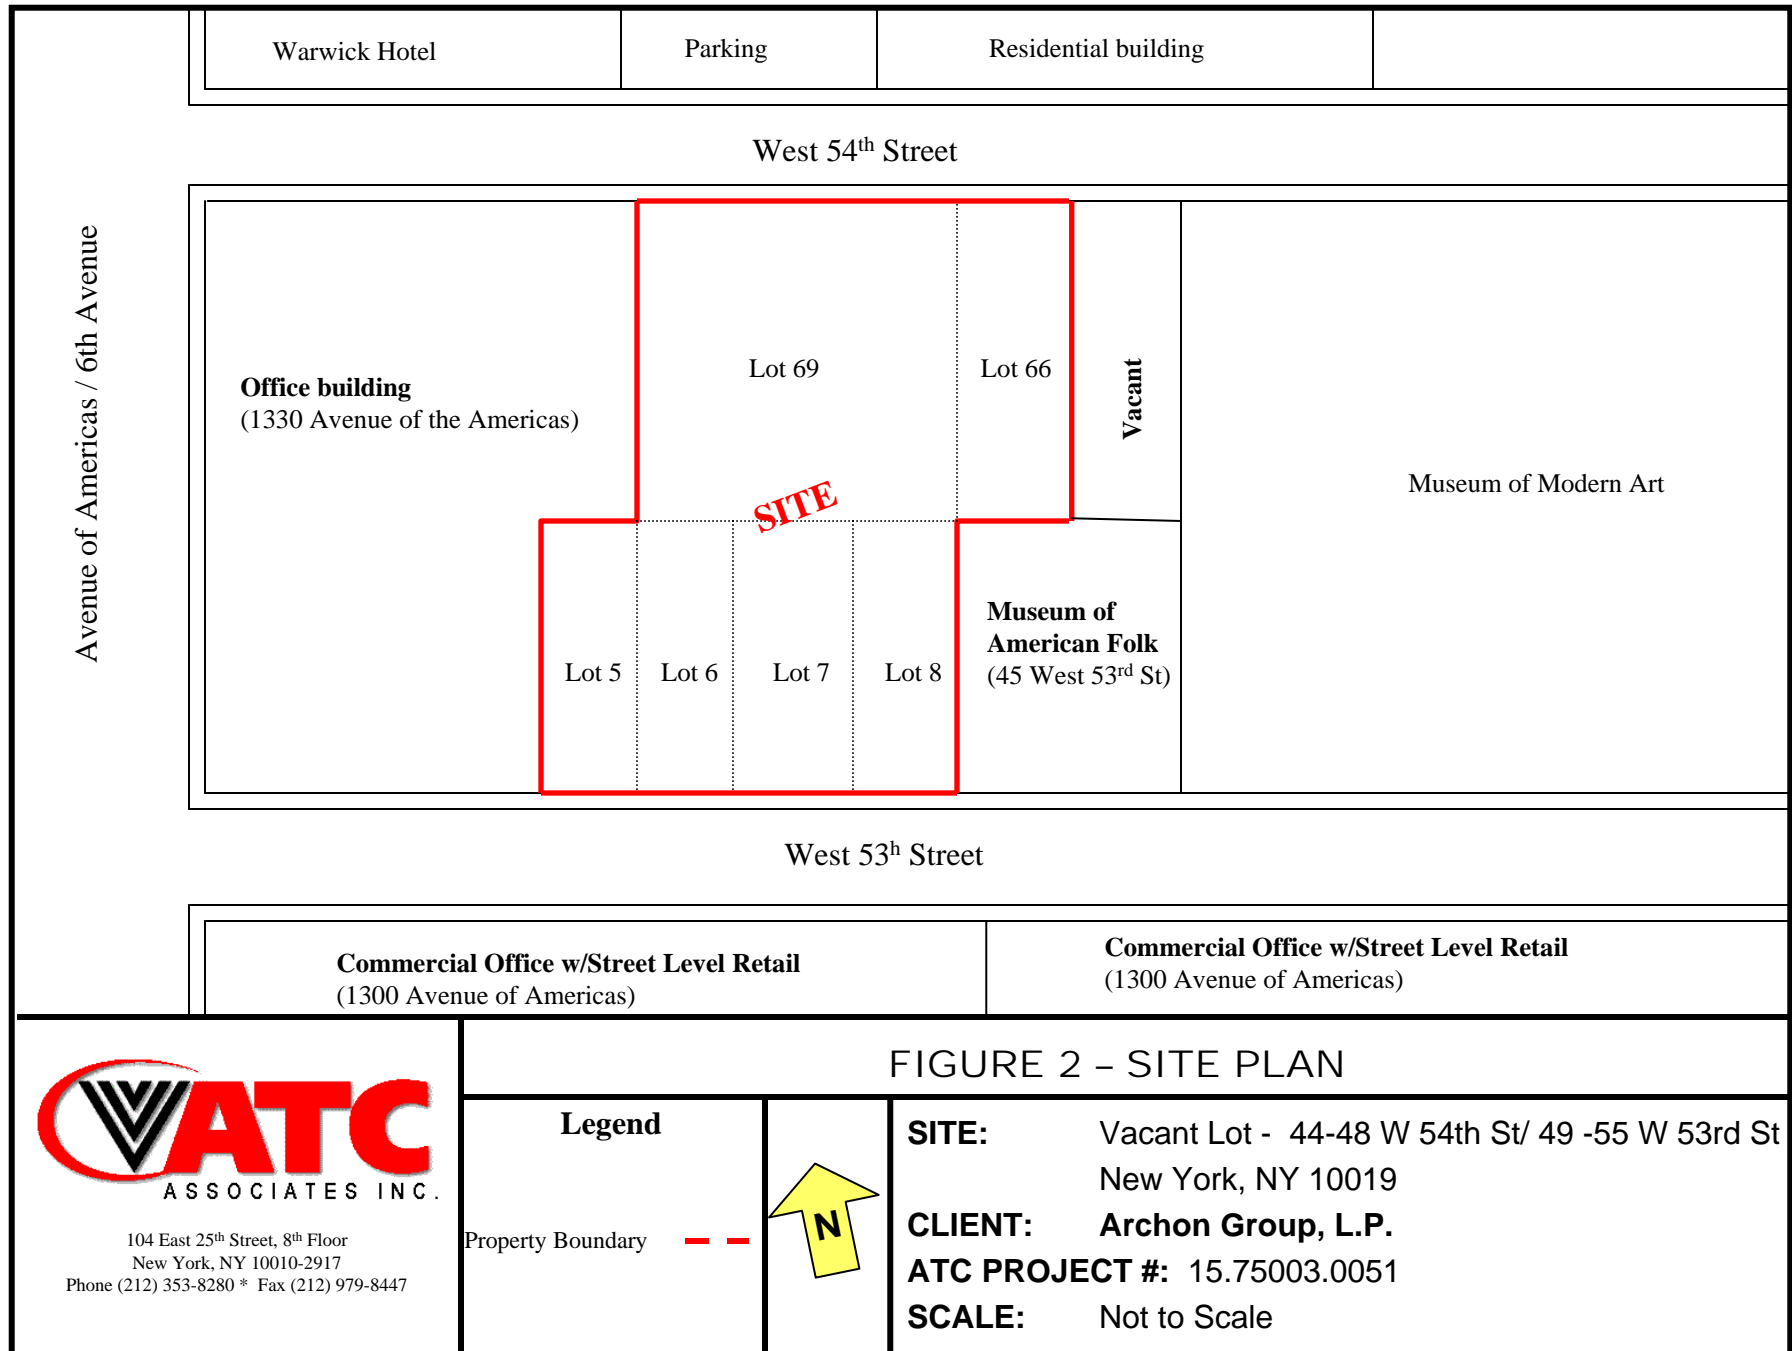 Warwick Hotel
Parking
Residential building
West 54th Street
Avenue of Americas / 6th Avenue
Office building
(1330 Avenue of the Americas)
Lot 69
Lot 66
Vacant
Museum of Modern Art
SITE
Lot 5
Lot 6
Lot 7
Lot 8
Museum of
American Folk
(45 West 53rd St)
West 53h Street
Commercial Office w/Street Level Retail
(1300 Avenue of Americas)
Commercial Office w/Street Level Retail
(1300 Avenue of Americas)
ATC
ASSOCIATES INC.
104 East 25th Street, 8th Floor
New York, NY 10010-2917
Phone (212) 353-8280 * Fax (212) 979-8447
FIGURE 2 – SITE PLAN
Legend
Property Boundary
N
SITE: Vacant Lot - 44-48 W 54th St/ 49 -55 W 53rd St
New York, NY 10019
CLIENT: Archon Group, L.P.
ATC PROJECT #: 15.75003.0051
SCALE: Not to Scale